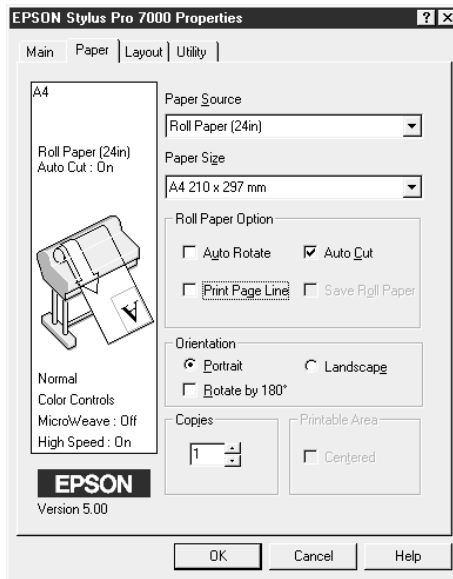 EPSON Stylus Pro 7000 Properties
Main Paper Layout Utility
A4
Roll Paper (24in)
Auto Cut : On
A
Normal
Color Controls
MicroWeave : Off
High Speed : On
EPSON
Version 5.00
Paper Source
Roll Paper (24in)
Paper Size
A4 210 x 297 mm
Roll Paper Option
Auto Rotate Auto Cut
Print Page Line Save Roll Paper
Orientation
Portrait Landscape
Rotate by 180°
Copies
1
Printable Area
Centered
OK Cancel Help